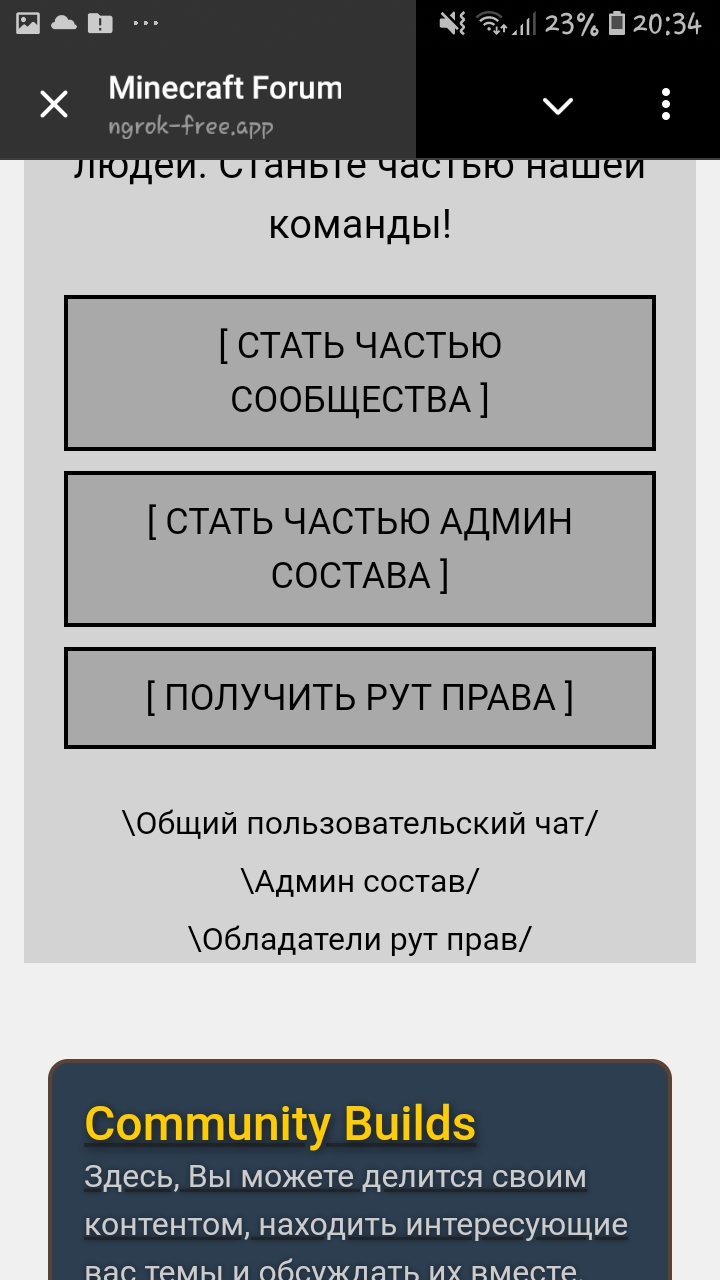 23% 20:34
Minecraft Forum
ngrok-free.app
людей. Станьте частью нашей
команды!
[ СТАТЬ ЧАСТЬЮ
СООБЩЕСТВА ]
[ СТАТЬ ЧАСТЬЮ АДМИН
СОСТАВА ]
[ ПОЛУЧИТЬ РУТ ПРАВА ]
\Общий пользовательский чат/
\Админ состав/
\Обладатели рут прав/
Community Builds
Здесь, Вы можете делится своим
контентом, находить интересующие
вас темы и обсуждать их вместе.